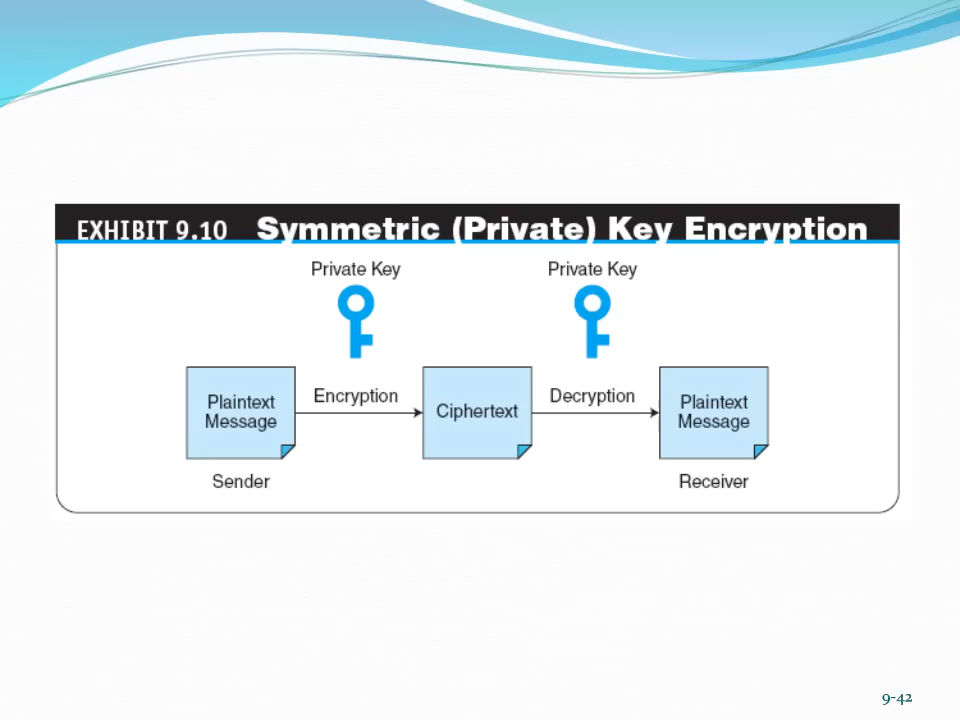 EXHIBIT 9.10 Symmetric (Private) Key Encryption
Private Key
Private Key
Plaintext
Message
Encryption
Ciphertext
Decryption
Plaintext
Message
Sender
Receiver
9-42